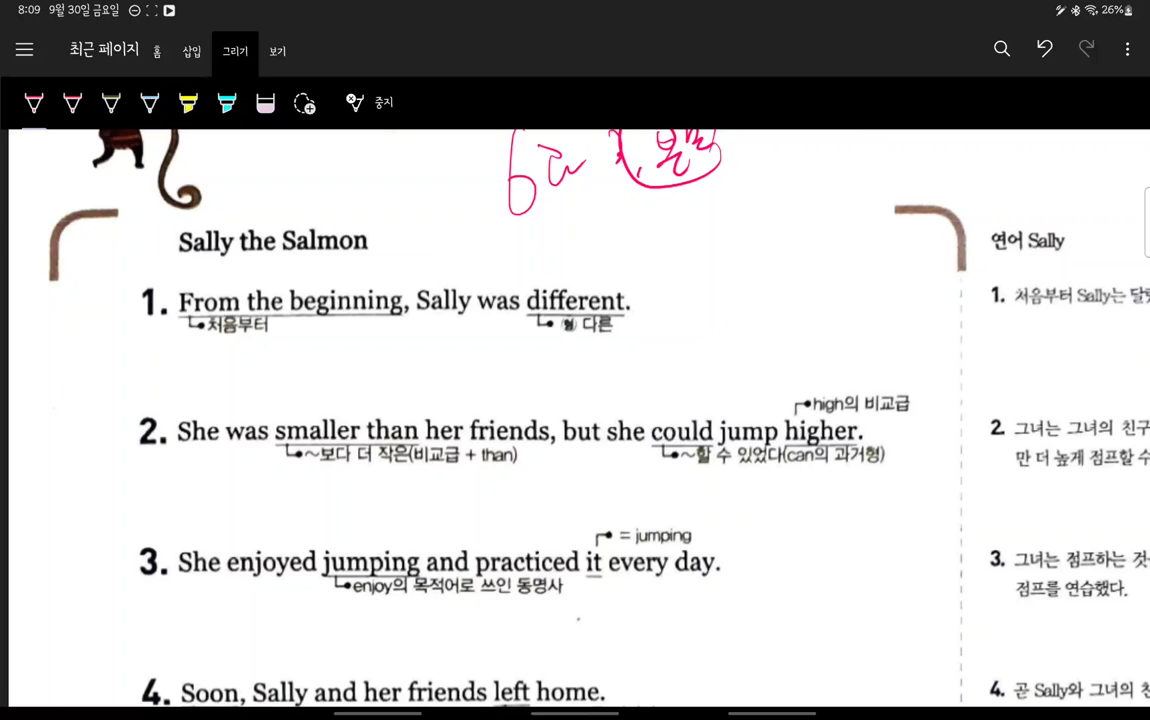 8:09 9월 30일 금요일 26%
최근 페이지 홈 삽입 그리기 보기
중지
6과 본문
Sally the Salmon
연어 Sally
1. From the beginning, Sally was different.
처음부터
형 다른
1. 처음부터 Sally는 달
high의 비교급
2. She was smaller than her friends, but she could jump higher.
~보다 더 작은(비교급 + than)
~할 수 있었다(can의 과거형)
2. 그녀는 그녀의 친구
만 더 높게 점프할 수
= jumping
3. She enjoyed jumping and practiced it every day.
enjoy의 목적어로 쓰인 동명사
3. 그녀는 점프하는 것
점프를 연습했다.
4. Soon, Sally and her friends left home.
4. 곧 Sally와 그녀의 친